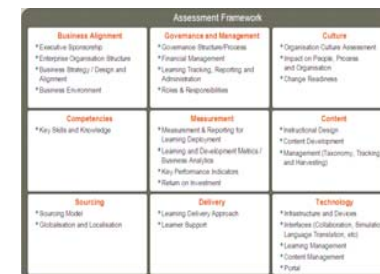 Assessment Framework
Business Alignment
* Executive Sponsorship
* Enterprise Organisation Structure
* Business Strategy / Design and
Alignment
* Business Environment
Governance and Management
* Governance Structure/Process
* Financial Management
* Learning Tracking, Reporting and
Administration
* Roles & Responsibilities
Culture
* Organisation Culture Assessment
* Impact on People, Process
and Organisation
* Change Readiness
Competencies
* Key Skills and Knowledge
Measurement
* Measurement & Reporting for
Learning Deployment
* Learning and Development Metrics /
Business Analytics
* Key Performance Indicators
* Return on Investment
Content
* Instructional Design
* Content Development
* Management (Taxonomy, Tracking
and Harvesting)
Sourcing
* Sourcing Model
* Globalisation and Localisation
Delivery
* Learning Delivery Approach
* Learner Support
Technology
* Infrastructure and Devices
* Interfaces (Collaboration, Simulatio
Language Translation, etc)
* Learning Management
* Content Management
* Portal